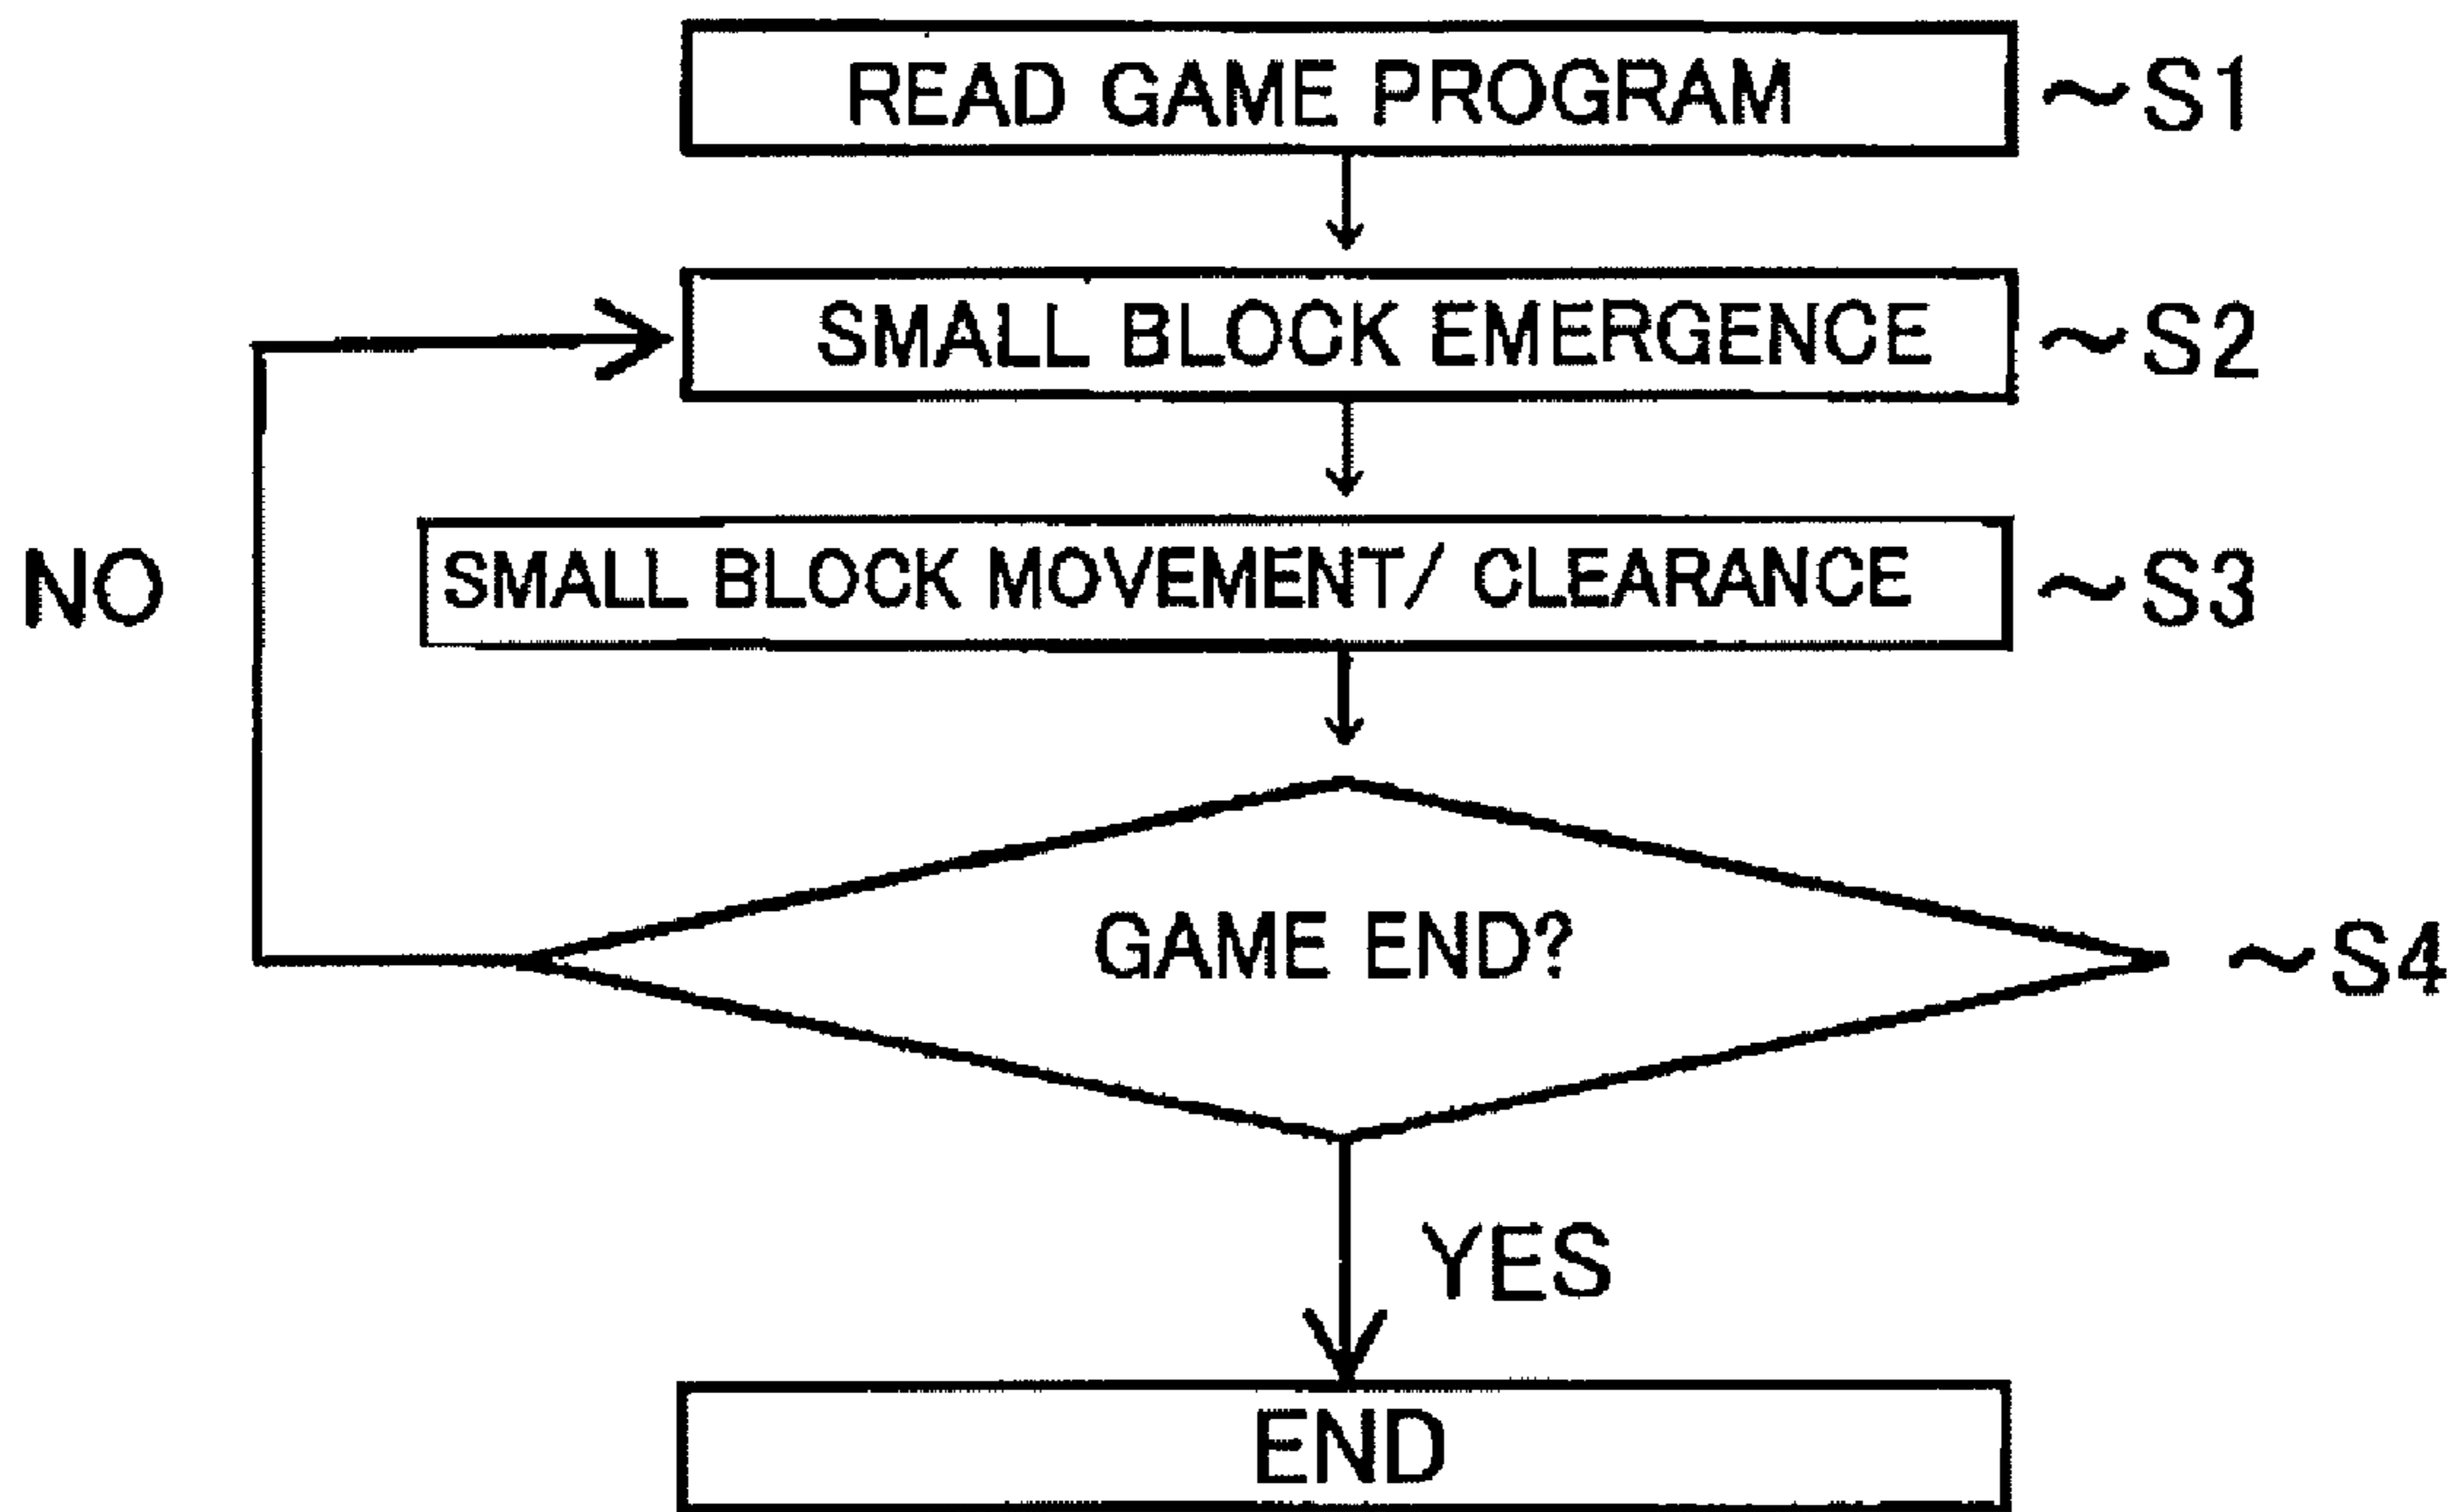 READ GAME PROGRAM ~S1
SMALL BLOCK EMERGENCE ~S2
NO
SMALL BLOCK MOVEMENT/ CLEARANCE ~S3
GAME END? ~S4
YES
END